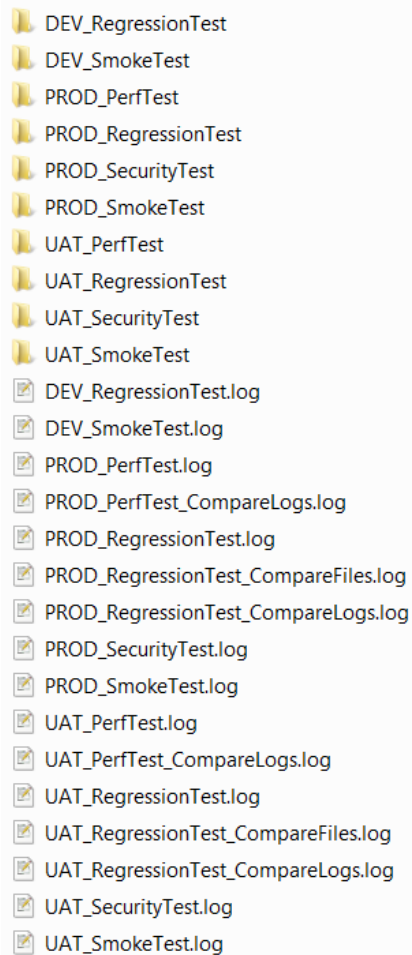 DEV_RegressionTest
DEV_SmokeTest
PROD_PerfTest
PROD_RegressionTest
PROD_SecurityTest
PROD_SmokeTest
UAT_PerfTest
UAT_RegressionTest
UAT_SecurityTest
UAT_SmokeTest
DEV_RegressionTest.log
DEV_SmokeTest.log
PROD_PerfTest.log
PROD_PerfTest_CompareLogs.log
PROD_RegressionTest.log
PROD_RegressionTest_CompareFiles.log
PROD_RegressionTest_CompareLogs.log
PROD_SecurityTest.log
PROD_SmokeTest.log
UAT_PerfTest.log
UAT_PerfTest_CompareLogs.log
UAT_RegressionTest.log
UAT_RegressionTest_CompareFiles.log
UAT_RegressionTest_CompareLogs.log
UAT_SecurityTest.log
UAT_SmokeTest.log